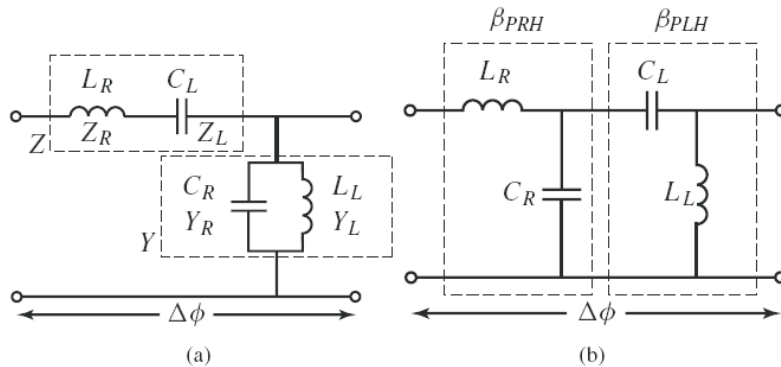 β_PRH β_PLH
L_R C_L
Z Z_R Z_L
C_R L_L
Y Y_R Y_L
Δϕ
(a)
L_R C_L
C_R L_L
Δϕ
(b)